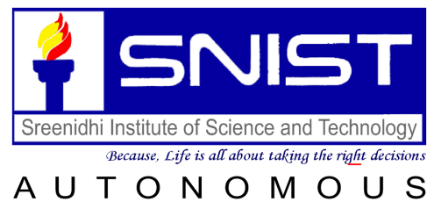 SNIST
Sreenidhi Institute of Science and Technology
Because, Life is all about taking the right decisions
AUTONOMOUS